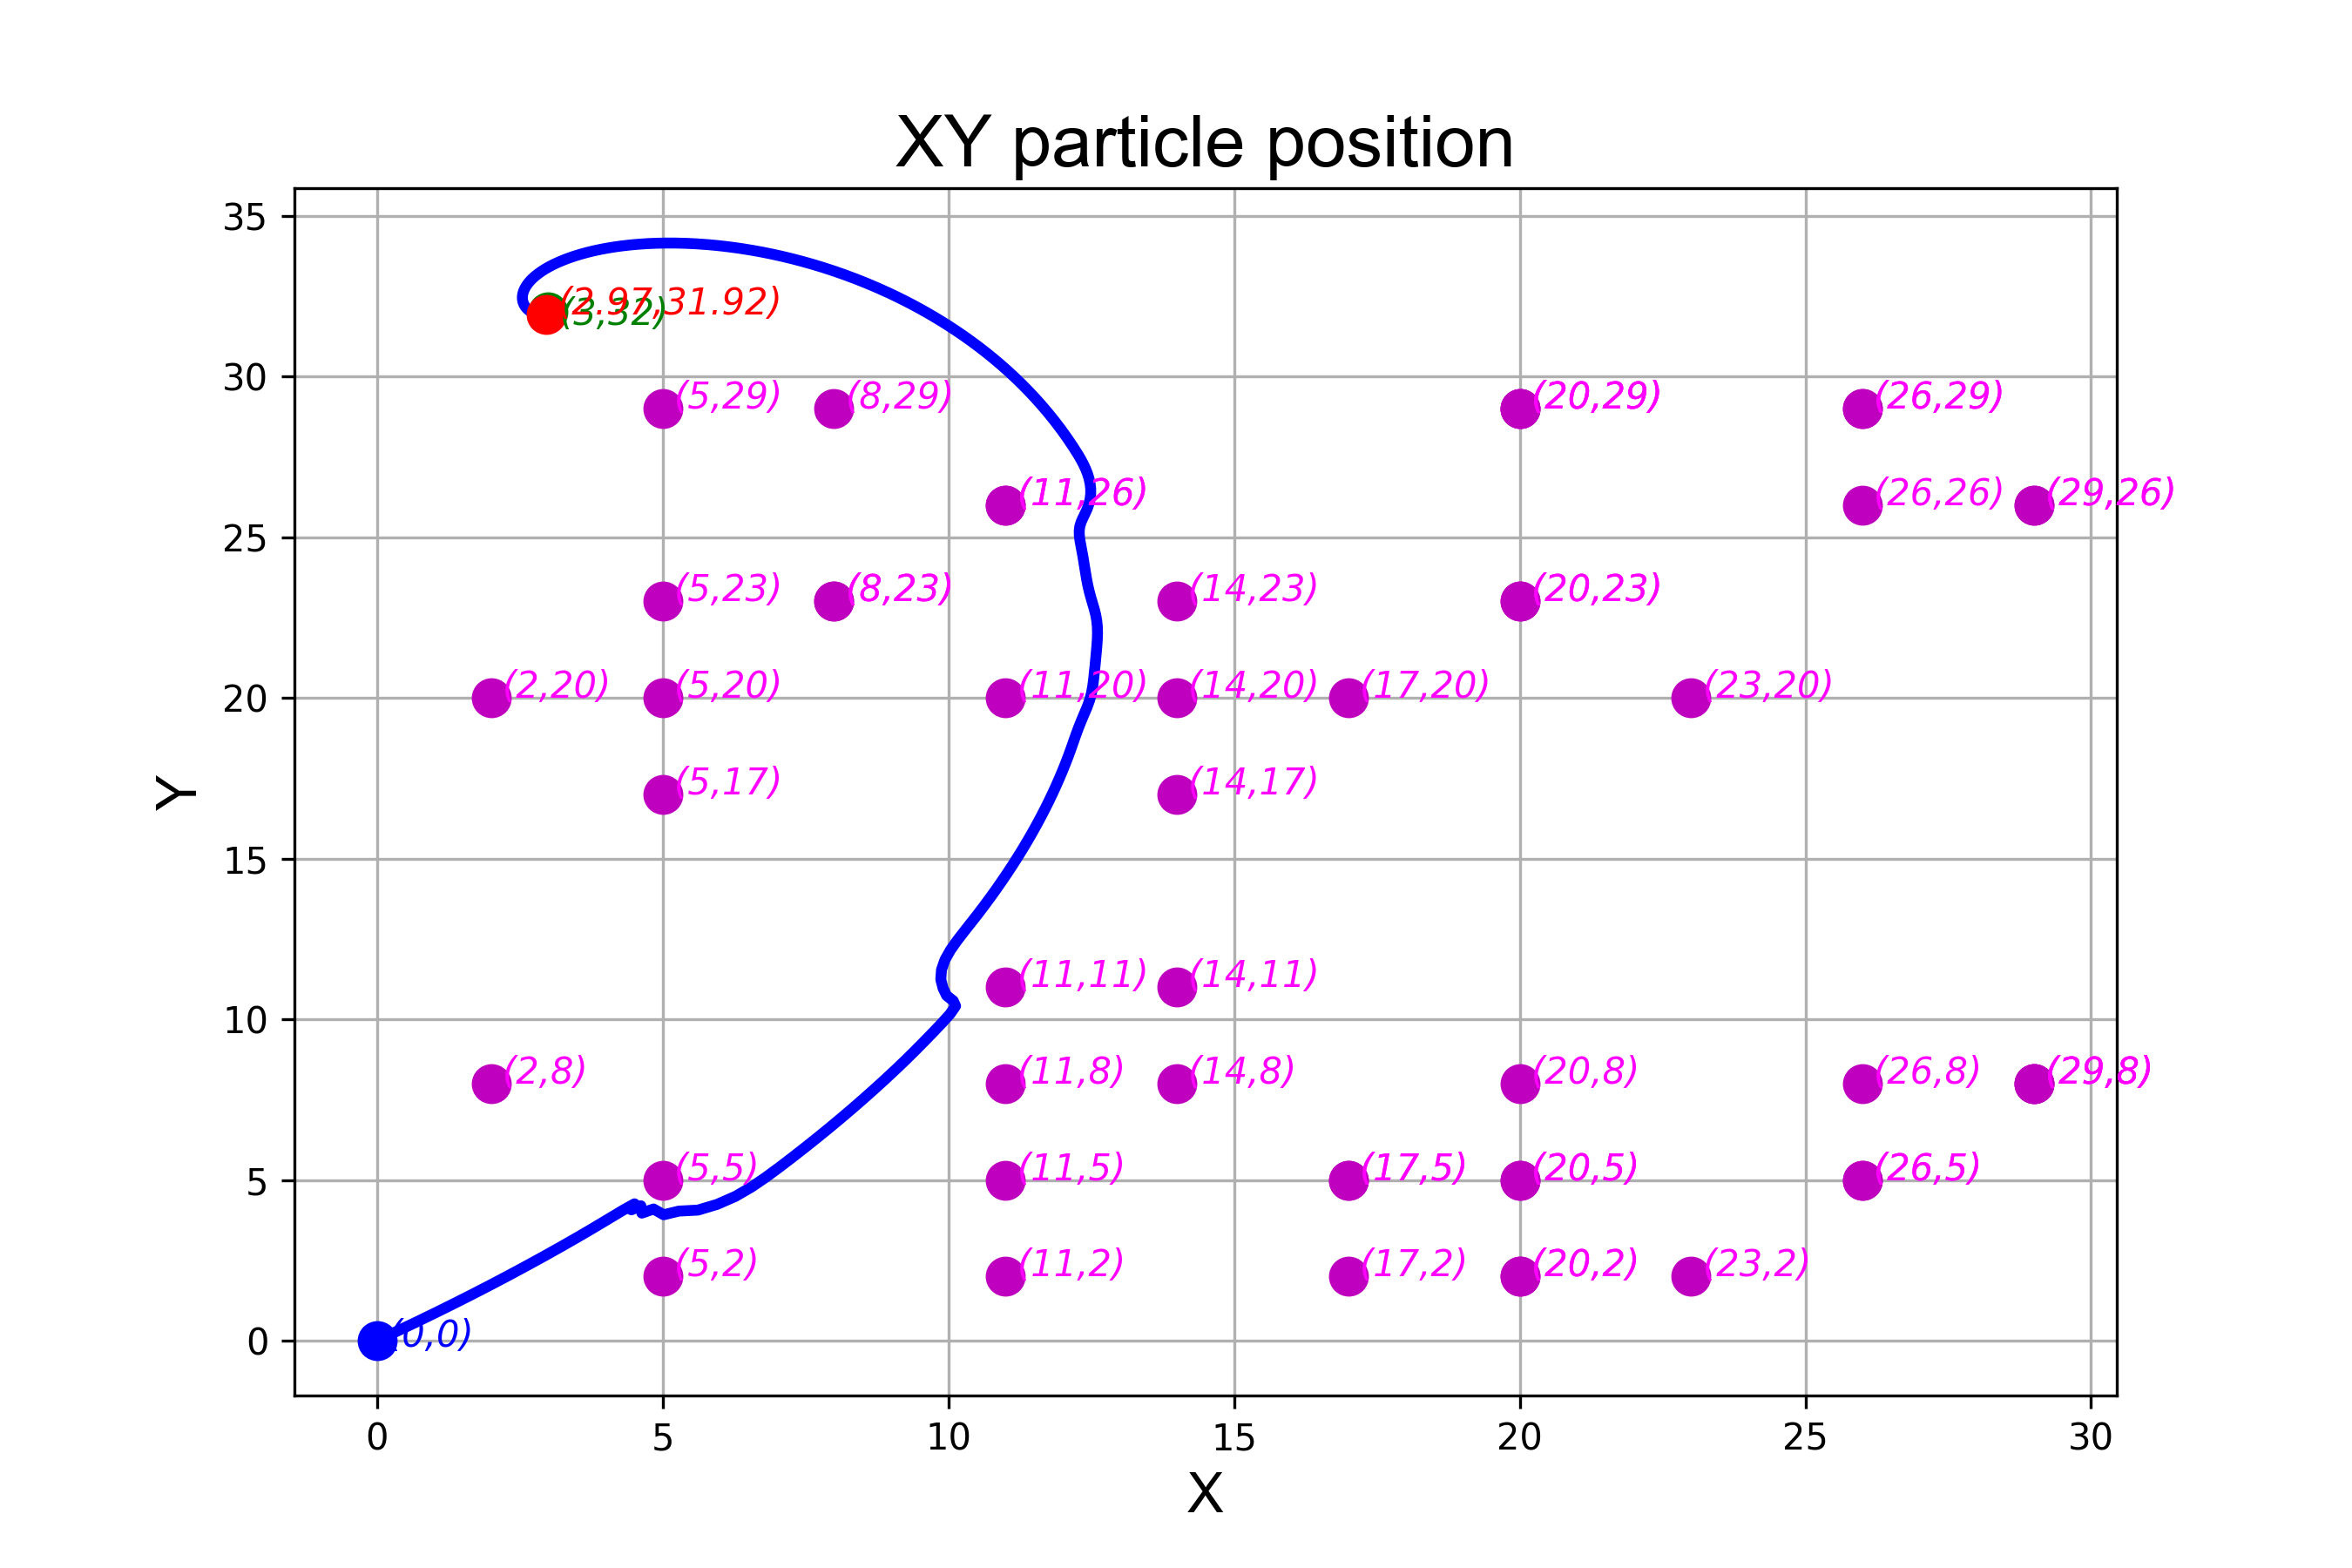 XY particle position
35
(2.97,31.92)
(3,32)
30
(5,29) (8,29) (20,29) (26,29)
(11,26) (26,26) (29,26)
25
(5,23) (8,23) (14,23) (20,23)
20
(2,20) (5,20) (11,20) (14,20) (17,20) (23,20)
(5,17) (14,17)
Y
15
(11,11) (14,11)
10
(2,8) (11,8) (14,8) (20,8) (26,8) (29,8)
5
(5,5) (11,5) (17,5) (20,5) (26,5)
(5,2) (11,2) (17,2) (20,2) (23,2)
0
(0,0)
0 5 10 15 20 25 30
X